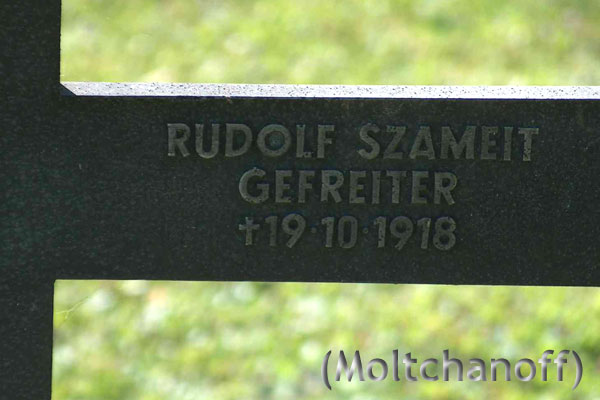 RUDOLF SZAMEIT
GEFREITER
†19·10·1918
(Moltchanoff)